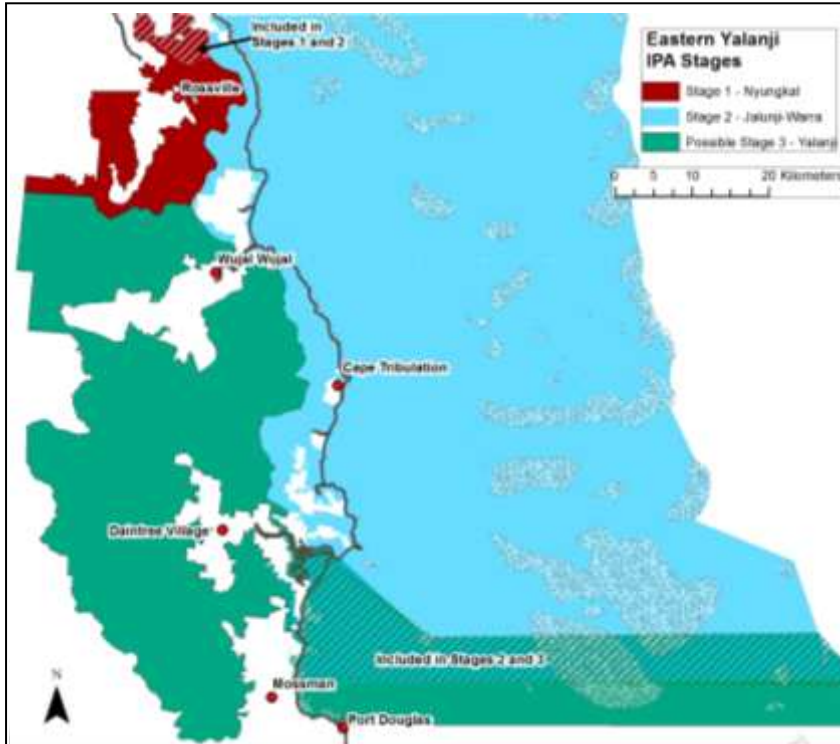 Included in
Stages 1 and 2
Eastern Yalanji
IPA Stages
Stage 1 - Nyungkal
Stage 2 - Jalunji-Warra
Possible Stage 3 - Yalanji
0 5 10 20 Kilometers
Rossville
Wujal Wujal
Cape Tribulation
Daintree Village
Included in Stages 2 and 3
N
Mossman
Port Douglas